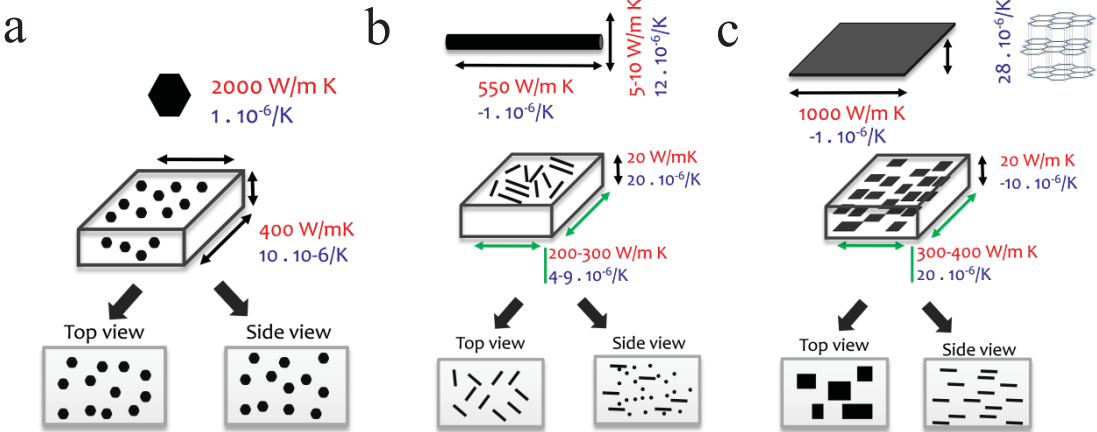 a
2000 W/m K
1 . 10-6/K
400 W/mK
10 . 10-6/K
Top view
Side view
b
550 W/m K
-1 . 10-6/K
5-10 W/m K
12 . 10-6/K
20 W/mK
20 . 10-6/K
200-300 W/m K
4-9 . 10-6/K
Top view
Side view
c
28 . 10-6/K
1000 W/m K
-1 . 10-6/K
20 W/m K
-10 . 10-6/K
300-400 W/m K
20 . 10-6/K
Top view
Side view